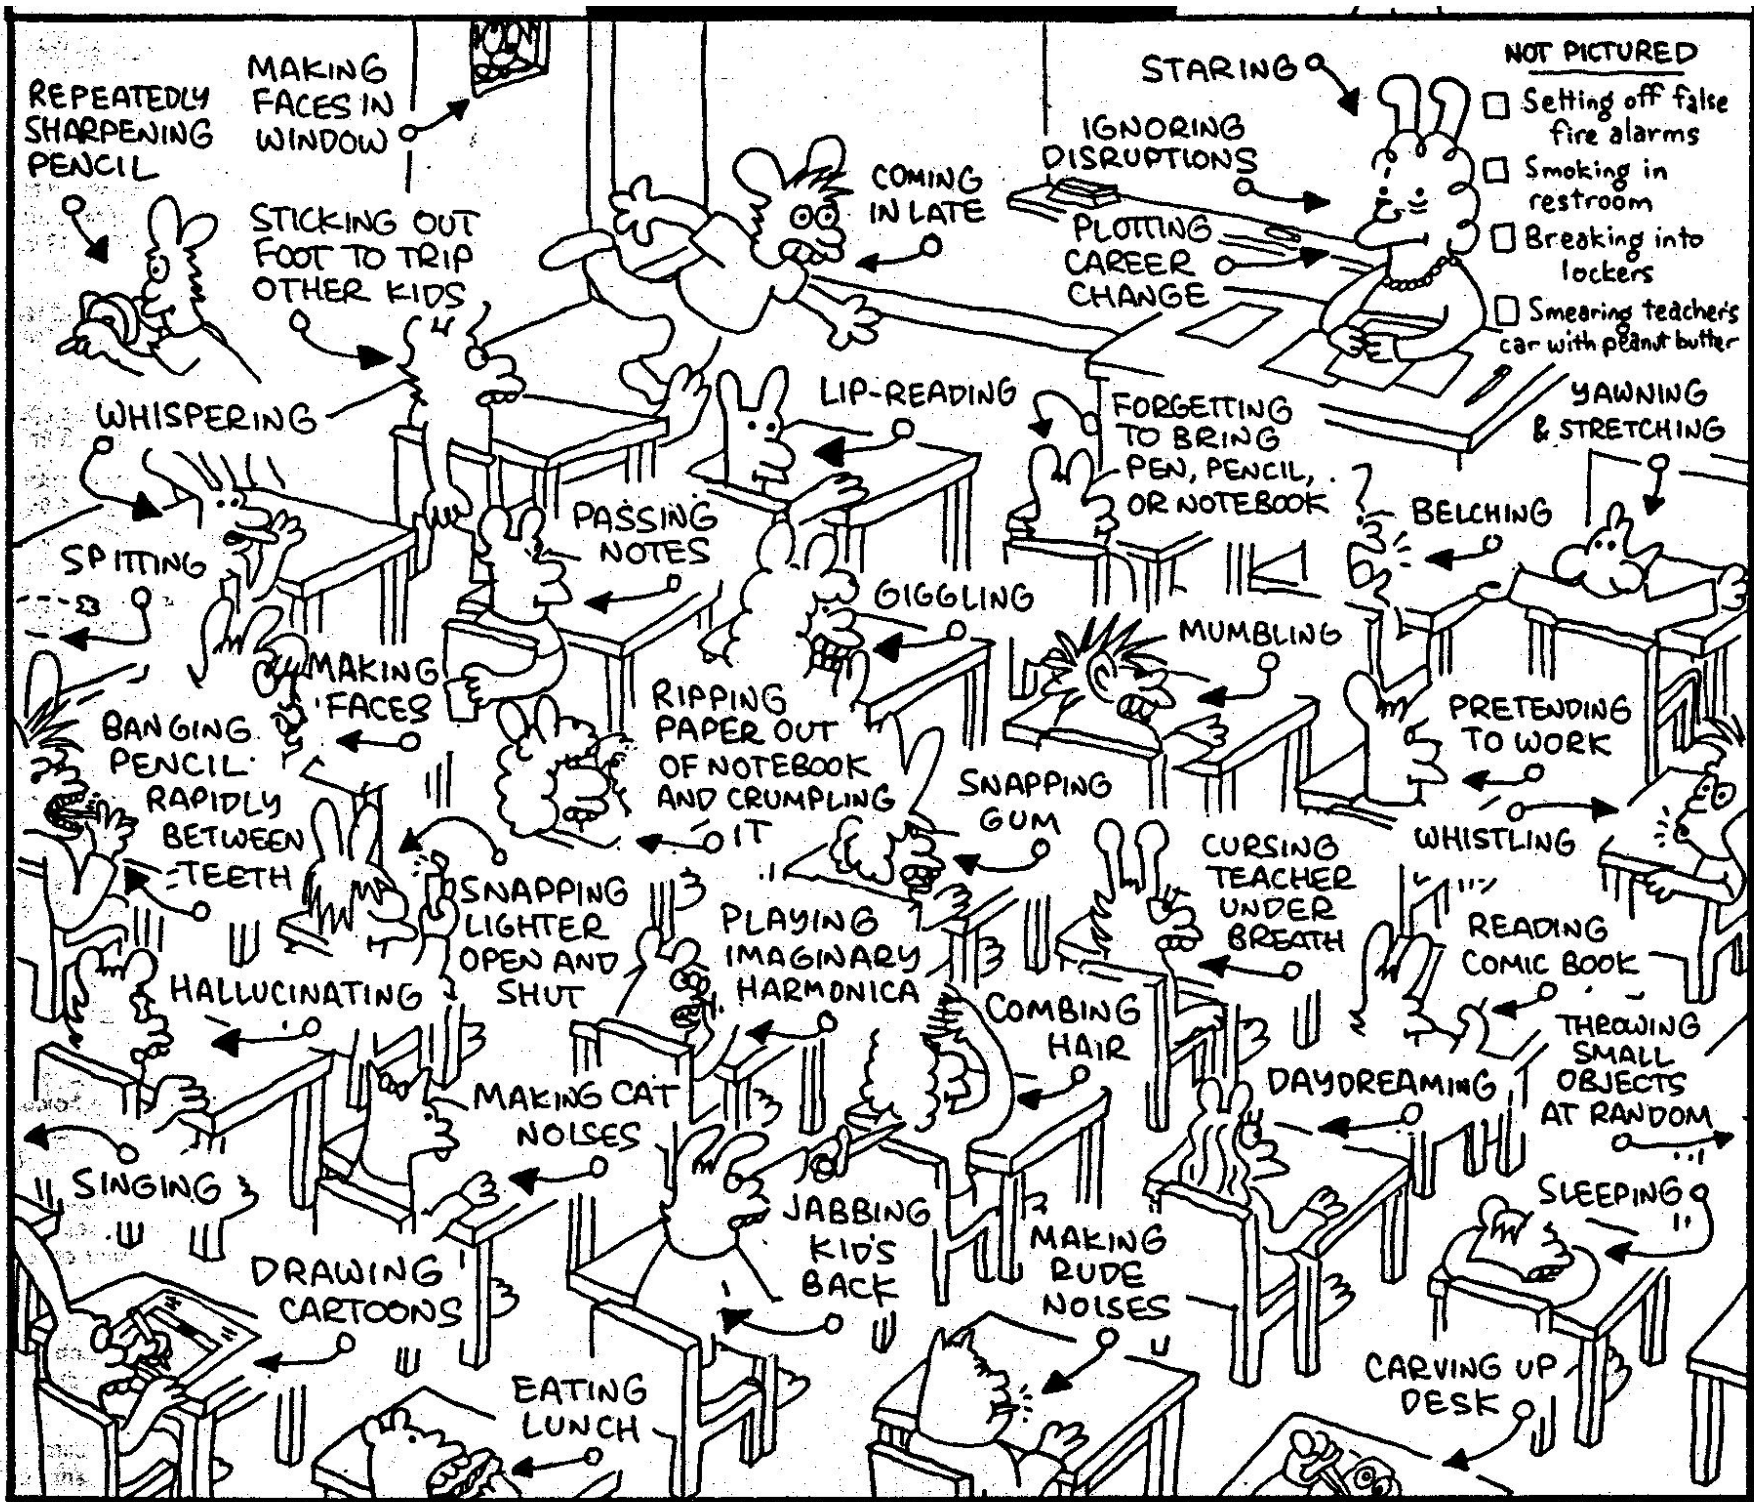 REPEATEDLY
SHARPENING
PENCIL
MAKING
FACES IN
WINDOW
STICKING OUT
FOOT TO TRIP
OTHER KIDS
COMING
IN LATE
STARING
IGNORING
DISRUPTIONS
PLOTTING
CAREER
CHANGE
NOT PICTURED
Setting off false
fire alarms
Smoking in
restroom
Breaking into
lockers
Smearing teacher's
car with peanut butter
WHISPERING
LIP-READING
FORGETTING
TO BRING
PEN, PENCIL,
OR NOTEBOOK
YAWNING
& STRETCHING
SPITTING
PASSING
NOTES
BELCHING
GIGGLING
MUMBLING
MAKING
FACES
BANGING
PENCIL
RAPIDLY
BETWEEN
TEETH
RIPPING
PAPER OUT
OF NOTEBOOK
AND CRUMPLING
IT
SNAPPING
GUM
PRETENDING
TO WORK
WHISTLING
SNAPPING
LIGHTER
OPEN AND
SHUT
CURSING
TEACHER
UNDER
BREATH
PLAYING
IMAGINARY
HARMONICA
READING
COMIC BOOK
HALLUCINATING
COMBING
HAIR
THROWING
SMALL
OBJECTS
AT RANDOM
DAYDREAMING
MAKING CAT
NOISES
SINGING
JABBING
KID'S
BACK
MAKING
RUDE
NOISES
SLEEPING
DRAWING
CARTOONS
EATING
LUNCH
CARVING UP
DESK